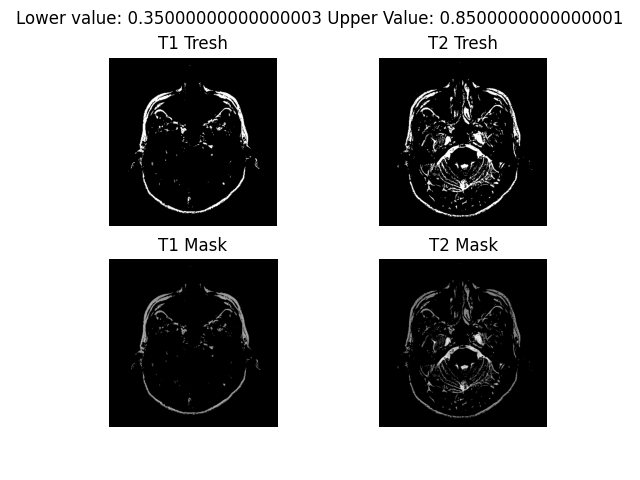 Lower value: 0.35000000000000003 Upper Value: 0.8500000000000001
T1 Tresh
T2 Tresh
T1 Mask
T2 Mask